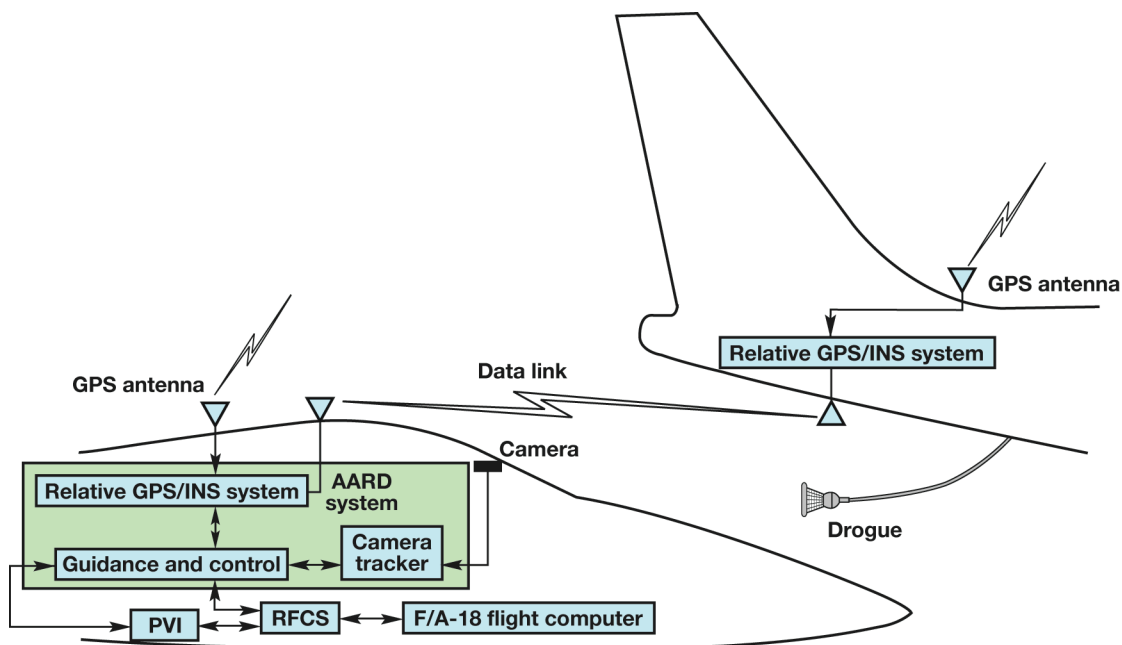 GPS antenna
Relative GPS/INS system
Data link
GPS antenna
Camera
AARD
system
Relative GPS/INS system
Drogue
Camera
tracker
Guidance and control
PVI
RFCS
F/A-18 flight computer